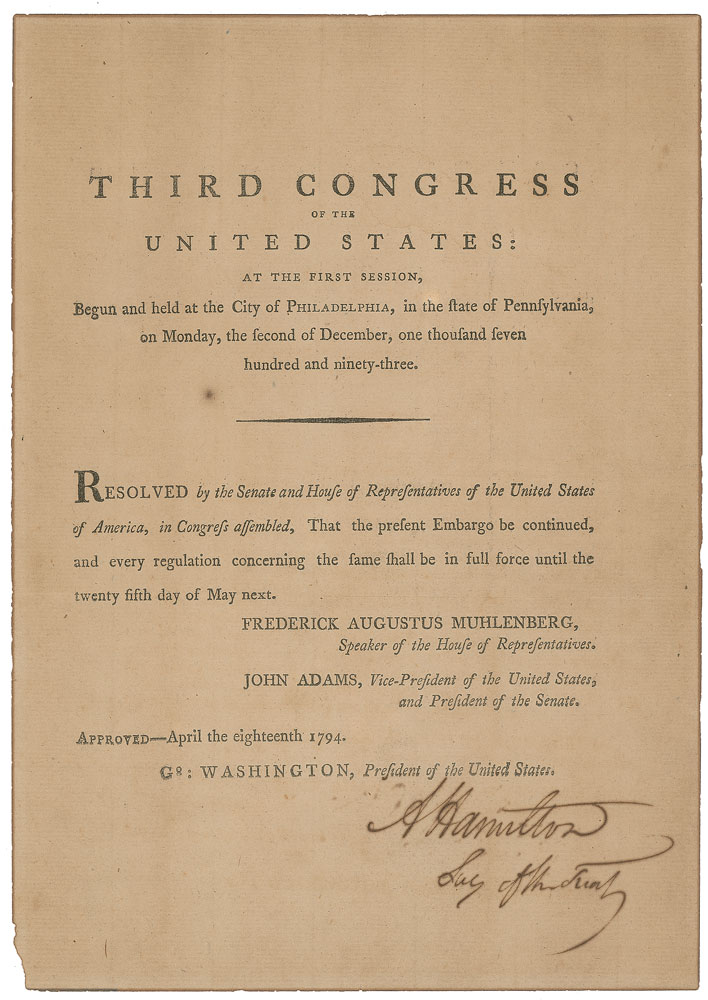 THIRD CONGRESS
OF THE
UNITED STATES:
AT THE FIRST SESSION,
Begun and held at the City of PHILADELPHIA, in the ſtate of Pennſylvania,
on Monday, the ſecond of December, one thouſand ſeven
hundred and ninety-three.
RESOLVED by the Senate and Houſe of Repreſentatives of the United States
of America, in Congreſs aſſembled, That the preſent Embargo be continued,
and every regulation concerning the ſame ſhall be in full force until the
twenty fifth day of May next.
FREDERICK AUGUSTUS MUHLENBERG,
Speaker of the Houſe of Repreſentatives.
JOHN ADAMS, Vice-Preſident of the United States,
and Preſident of the Senate.
APPROVED—April the eighteenth 1794.
Go: WASHINGTON, Preſident of the United States.
A Hamilton
Secy of the Treasy